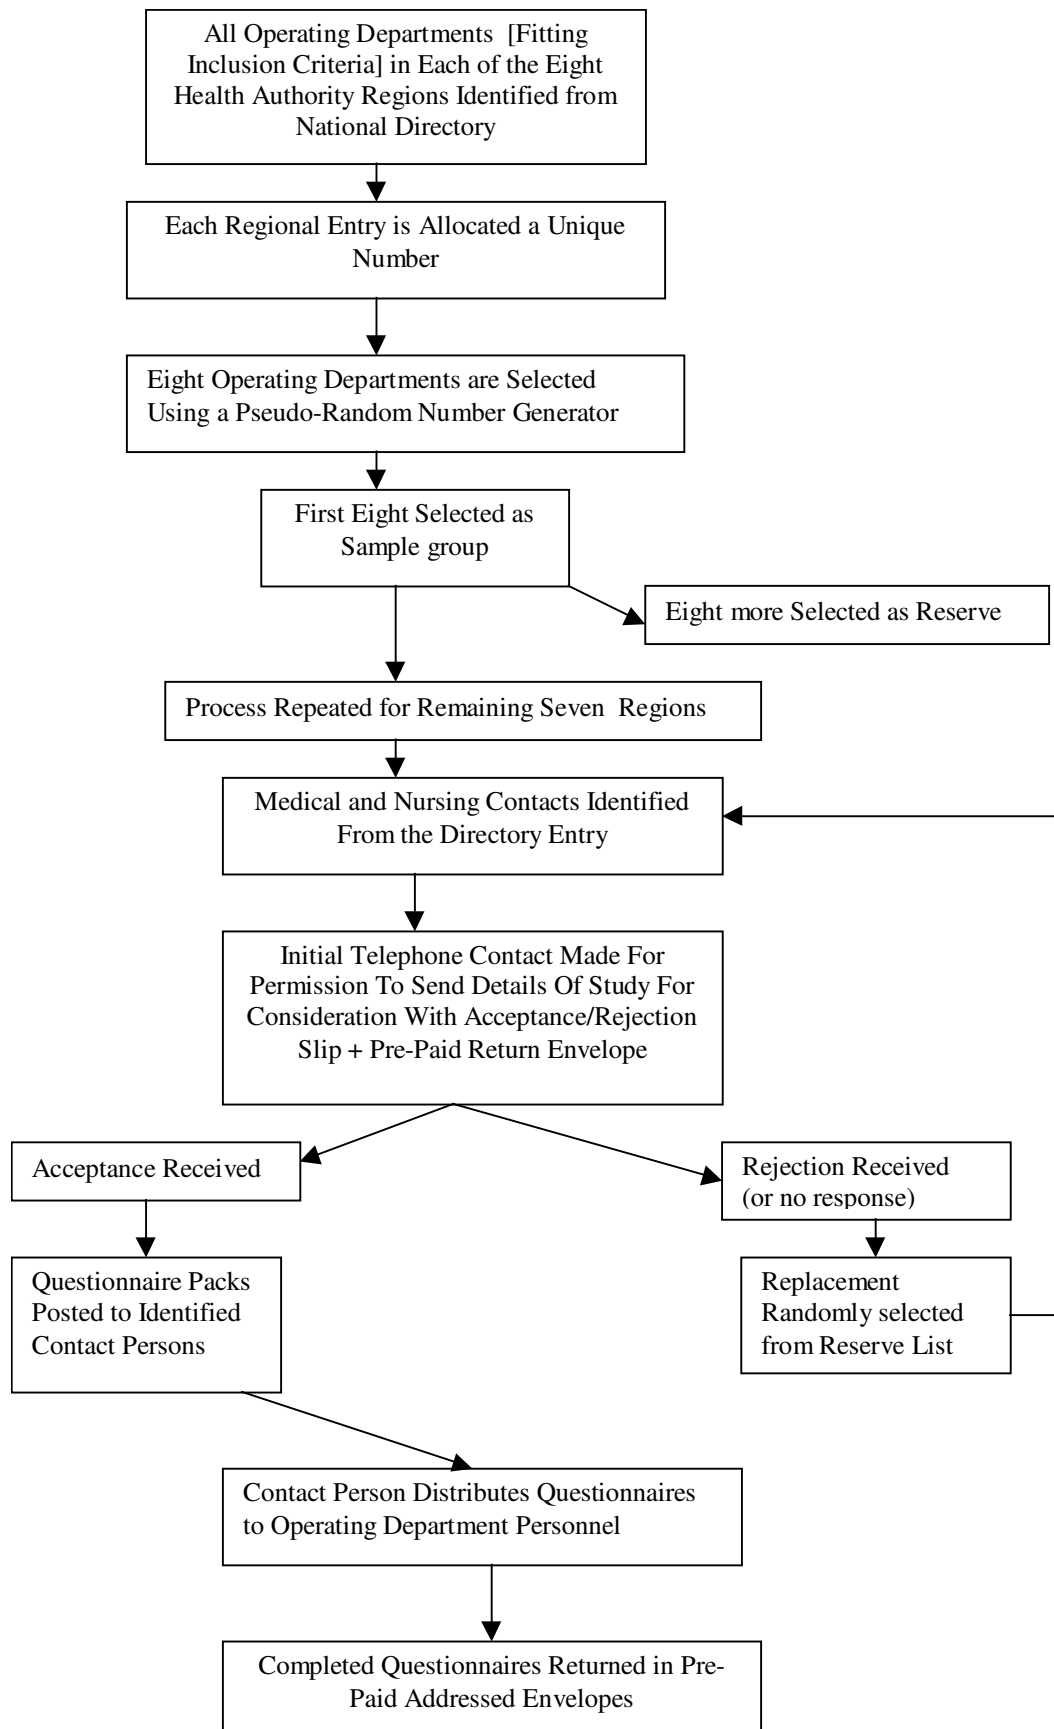 All Operating Departments [Fitting
Inclusion Criteria] in Each of the Eight
Health Authority Regions Identified from
National Directory
Each Regional Entry is Allocated a Unique
Number
Eight Operating Departments are Selected
Using a Pseudo-Random Number Generator
First Eight Selected as
Sample group
Eight more Selected as Reserve
Process Repeated for Remaining Seven Regions
Medical and Nursing Contacts Identified
From the Directory Entry
Initial Telephone Contact Made For
Permission To Send Details Of Study For
Consideration With Acceptance/Rejection
Slip + Pre-Paid Return Envelope
Acceptance Received
Rejection Received
(or no response)
Questionnaire Packs
Posted to Identified
Contact Persons
Replacement
Randomly selected
from Reserve List
Contact Person Distributes Questionnaires
to Operating Department Personnel
Completed Questionnaires Returned in Pre-
Paid Addressed Envelopes